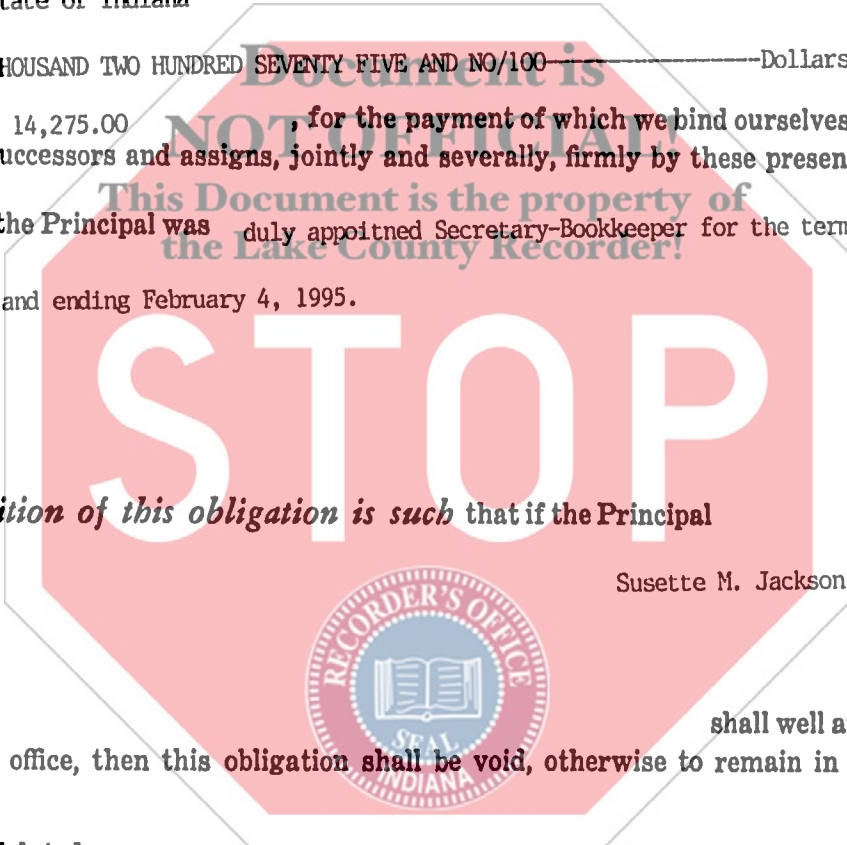 tate of Indiana
Document is
HOUSAND TWO HUNDRED SEVENTY FIVE AND NO/100----------------------Dollars
NOT OFFICIAL!
14,275.00 , for the payment of which we bind ourselves
uccessors and assigns, jointly and severally, firmly by these presen
This Document is the property of
the Principal was duly appoitned Secretary-Bookkeeper for the term
the Lake County Recorder!
and ending February 4, 1995.
STOP
ition of this obligation is such that if the Principal
Susette M. Jackson
RECORDER'S OFFICE
shall well a
SEAL
office, then this obligation shall be void, otherwise to remain in
INDIANA